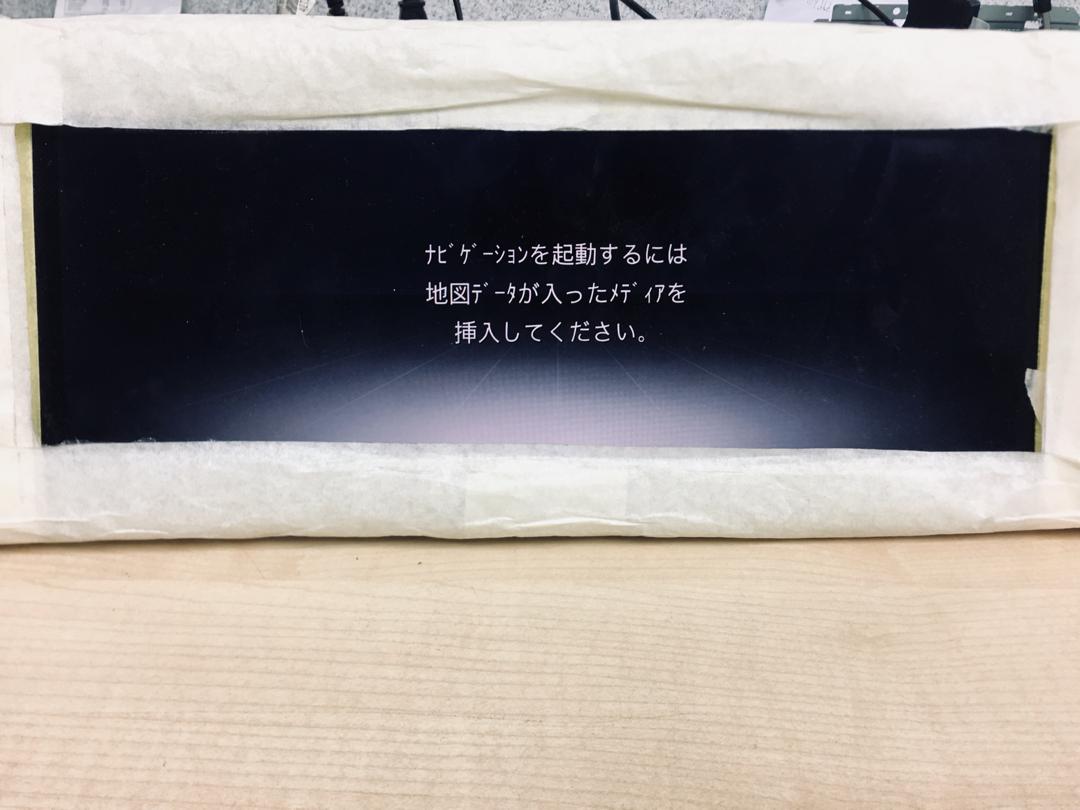 ﾅﾋﾞｹﾞｰｼｮﾝを起動するには
地図ﾃﾞｰﾀが入ったﾒﾃﾞｨｱを
挿入してください。